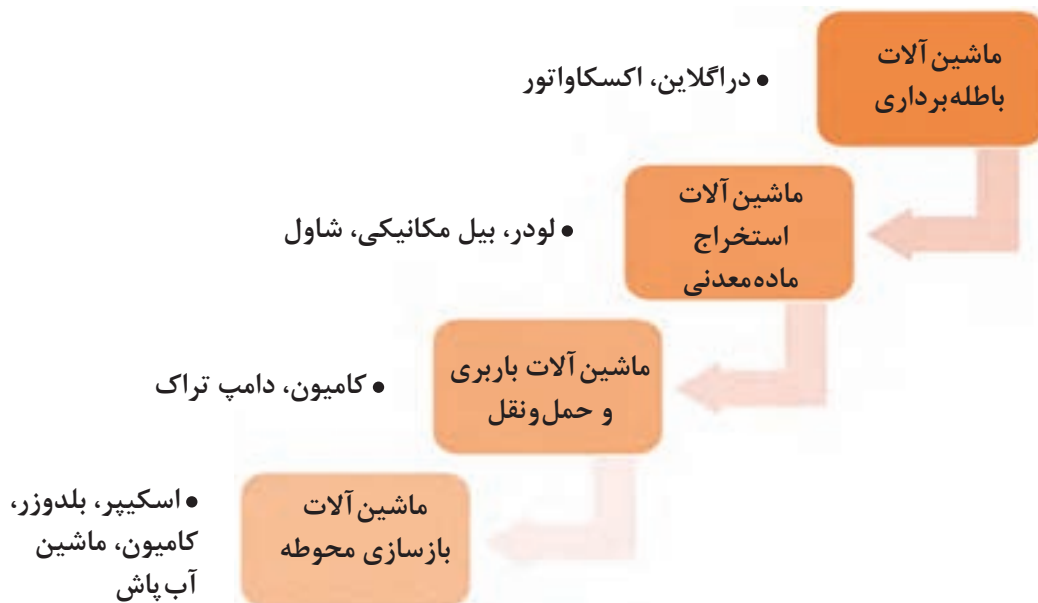 ماشین‌آلات
باطله‌برداری
● دراگلاین، اکسکاواتور
ماشین‌آلات
استخراج
ماده‌معدنی
● لودر، بیل مکانیکی، شاول
ماشین‌آلات باربری
و حمل‌ونقل
● کامیون، دامپ تراک
ماشین‌آلات
بازسازی محوطه
● اسکیپر، بلدوزر،
کامیون، ماشین
آب‌پاش